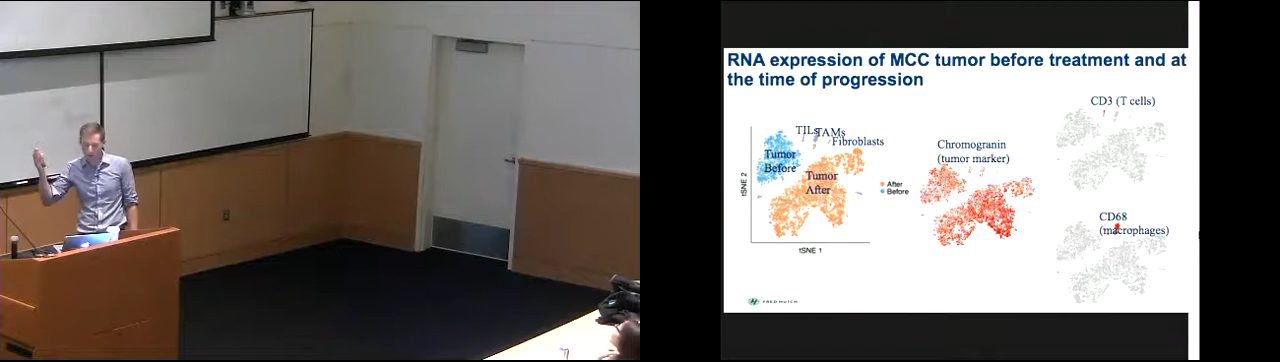 RNA expression of MCC tumor before treatment and at
the time of progression
CD3 (T cells)
TILs
TAMs
Fibroblasts
Chromogranin
(tumor marker)
Tumor
Before
Tumor
After
After
Before
tSNE 2
tSNE 1
CD68
(macrophages)
FRED HUTCH